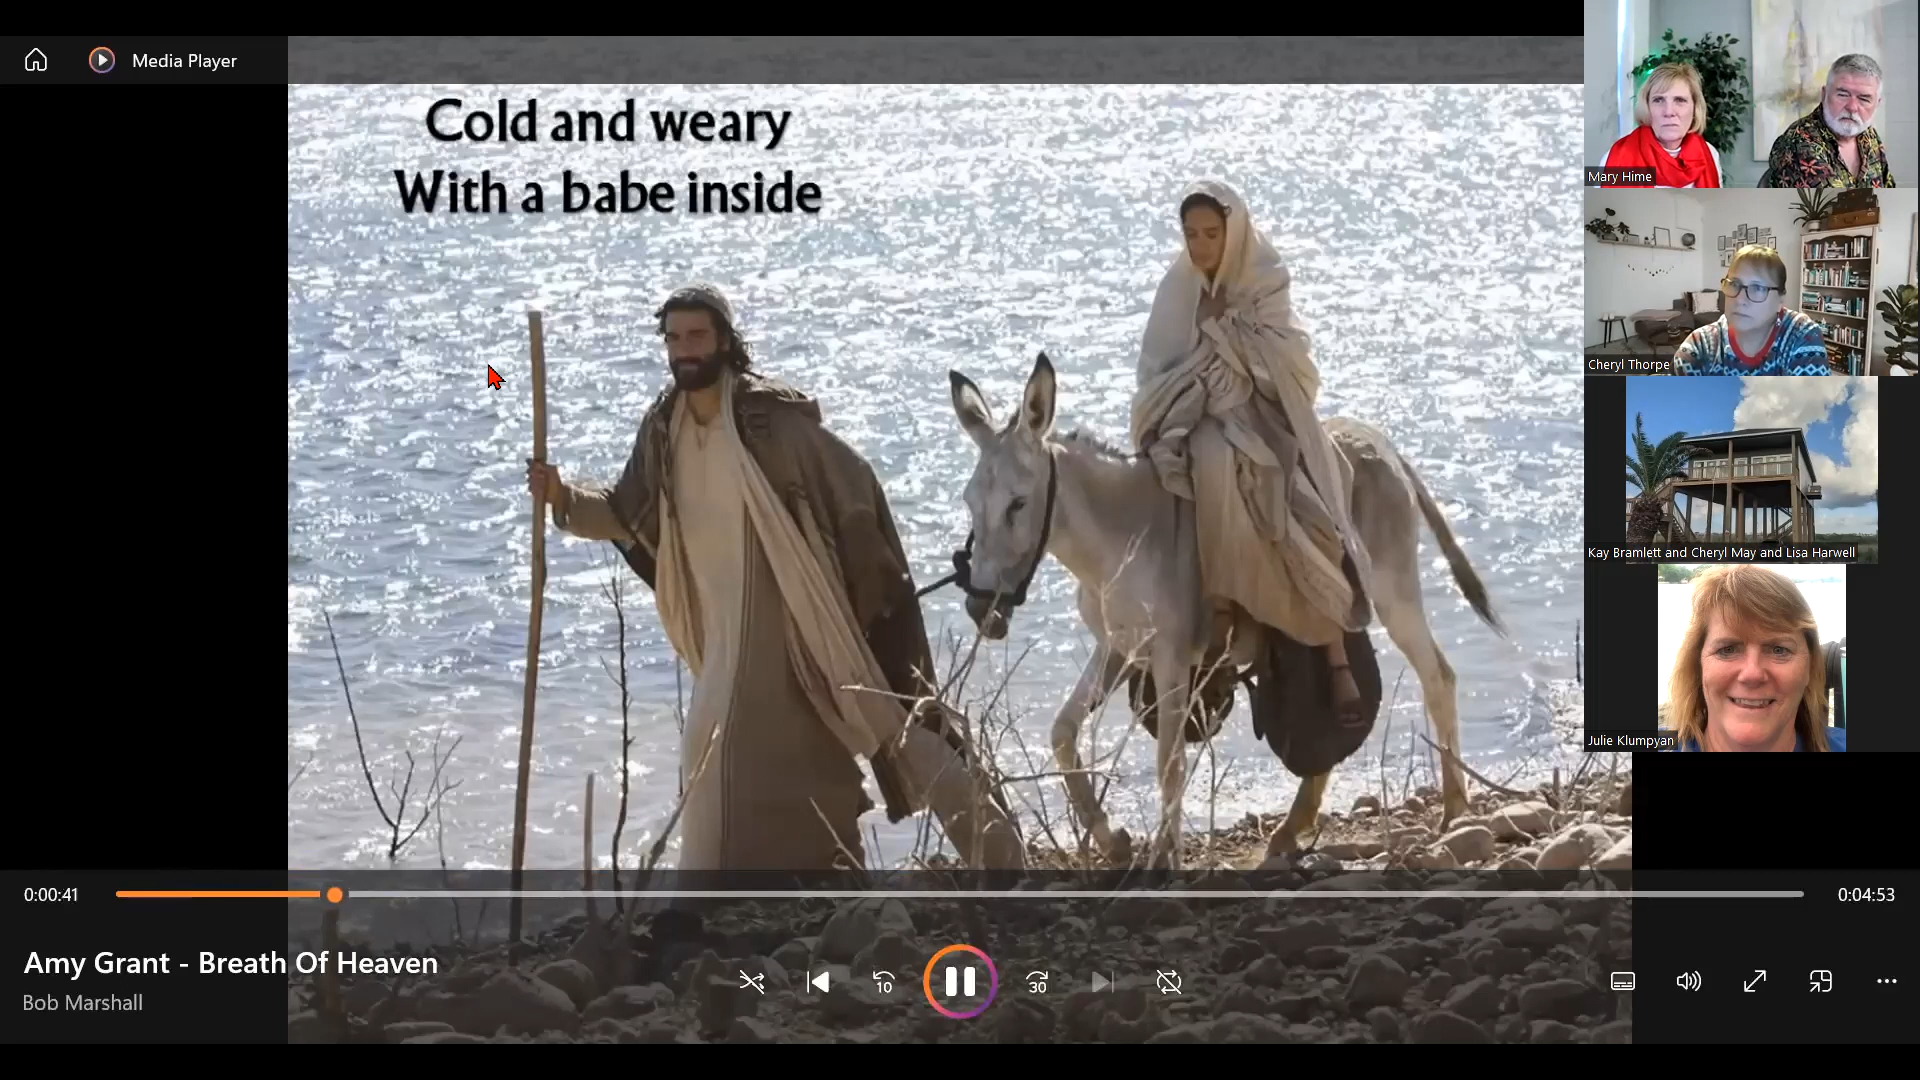 Media Player
Cold and weary
With a babe inside
Mary Hime
Cheryl Thorpe
Kay Bramlett and Cheryl May and Lisa Harwell
Julie Klumpyan
0:00:41
0:04:53
Amy Grant - Breath Of Heaven
Bob Marshall
10
30